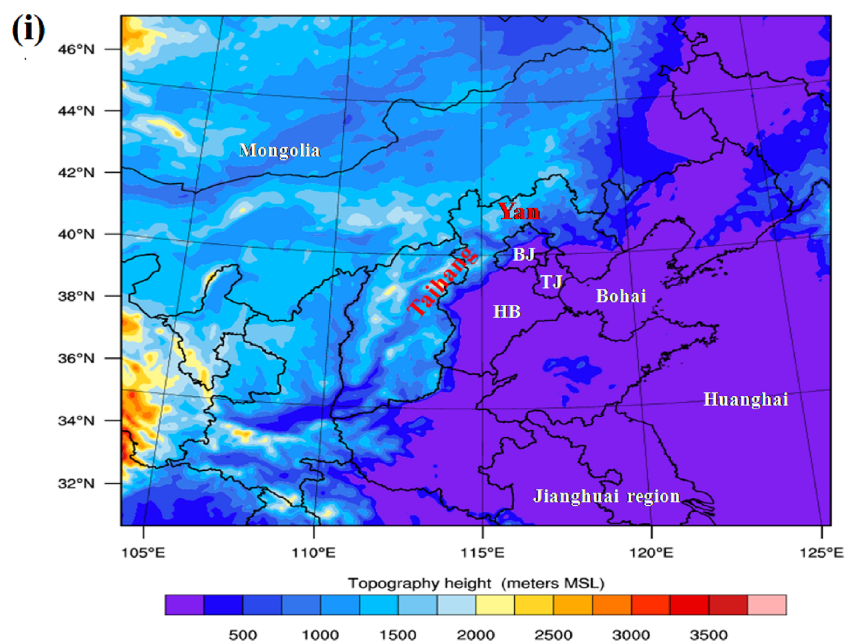 (i)
46°N
44°N
Mongolia
42°N
Yan
40°N
BJ
Taihang
TJ
38°N
Bohai
HB
36°N
Huanghai
34°N
32°N
Jianghuai region
105°E 110°E 115°E 120°E 125°E
Topography height (meters MSL)
500 1000 1500 2000 2500 3000 3500